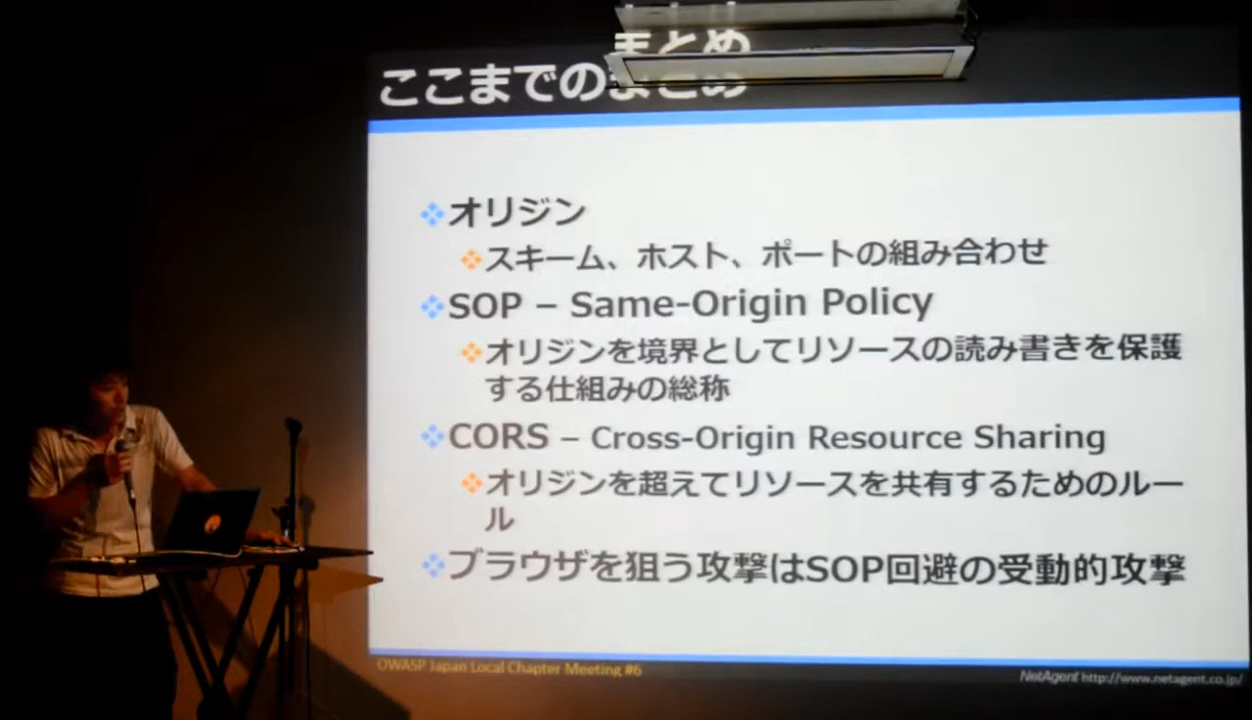 まとめ
ここまでのまとめ
オリジン
スキーム、ホスト、ポートの組み合わせ
SOP – Same-Origin Policy
オリジンを境界としてリソースの読み書きを保護
する仕組みの総称
CORS – Cross-Origin Resource Sharing
オリジンを超えてリソースを共有するためのルー
ル
ブラウザを狙う攻撃はSOP回避の受動的攻撃
OWASP Japan Local Chapter Meeting #6
NetAgent http://www.netagent.co.jp/